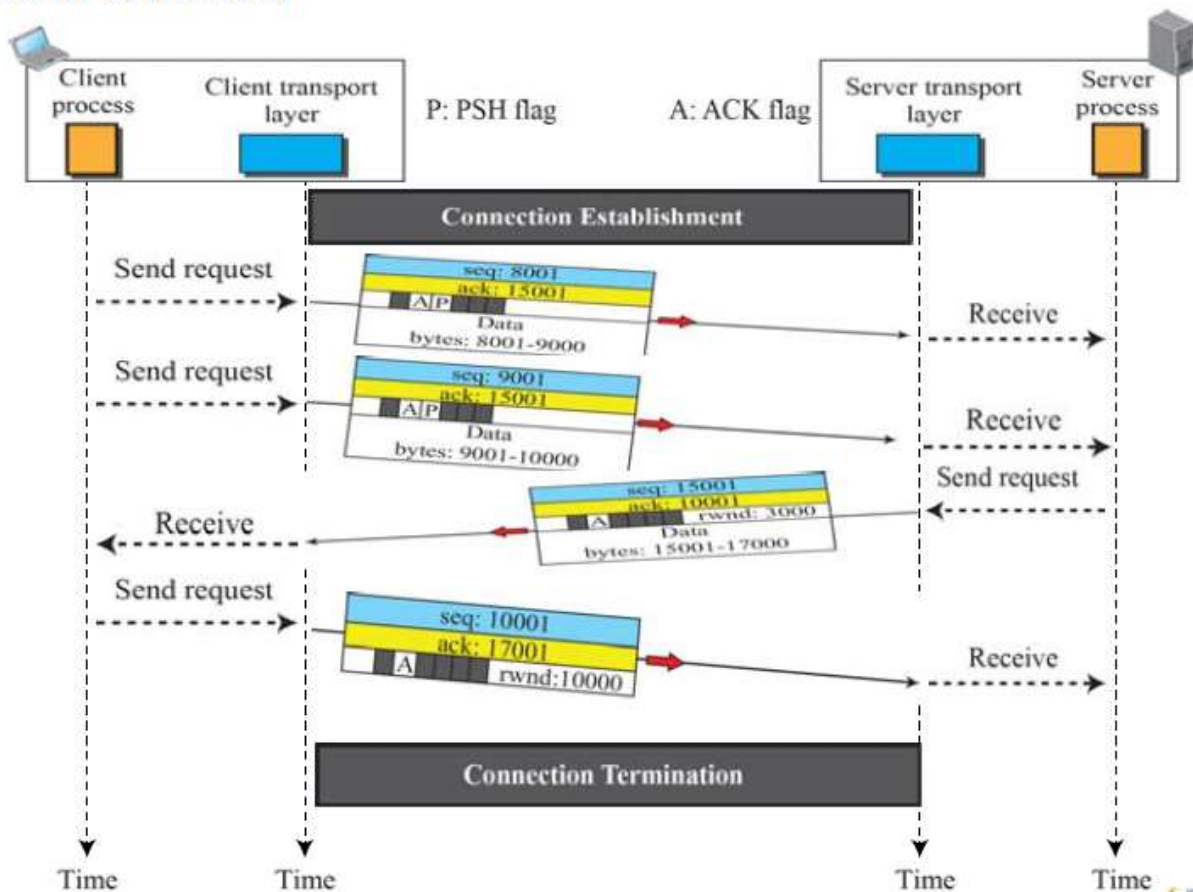 Client process
Client transport layer
P: PSH flag
A: ACK flag
Server transport layer
Server process
Connection Establishment
Send request
seq: 8001
ack: 15001
A P
Data
bytes: 8001-9000
Receive
Send request
seq: 9001
ack: 15001
A P
Data
bytes: 9001-10000
Receive
Send request
seq: 15001
ack: 10001
A rwnd: 3000
Data
bytes: 15001-17000
Receive
Send request
seq: 10001
ack: 17001
A rwnd:10000
Receive
Connection Termination
Time
Time
Time
Time